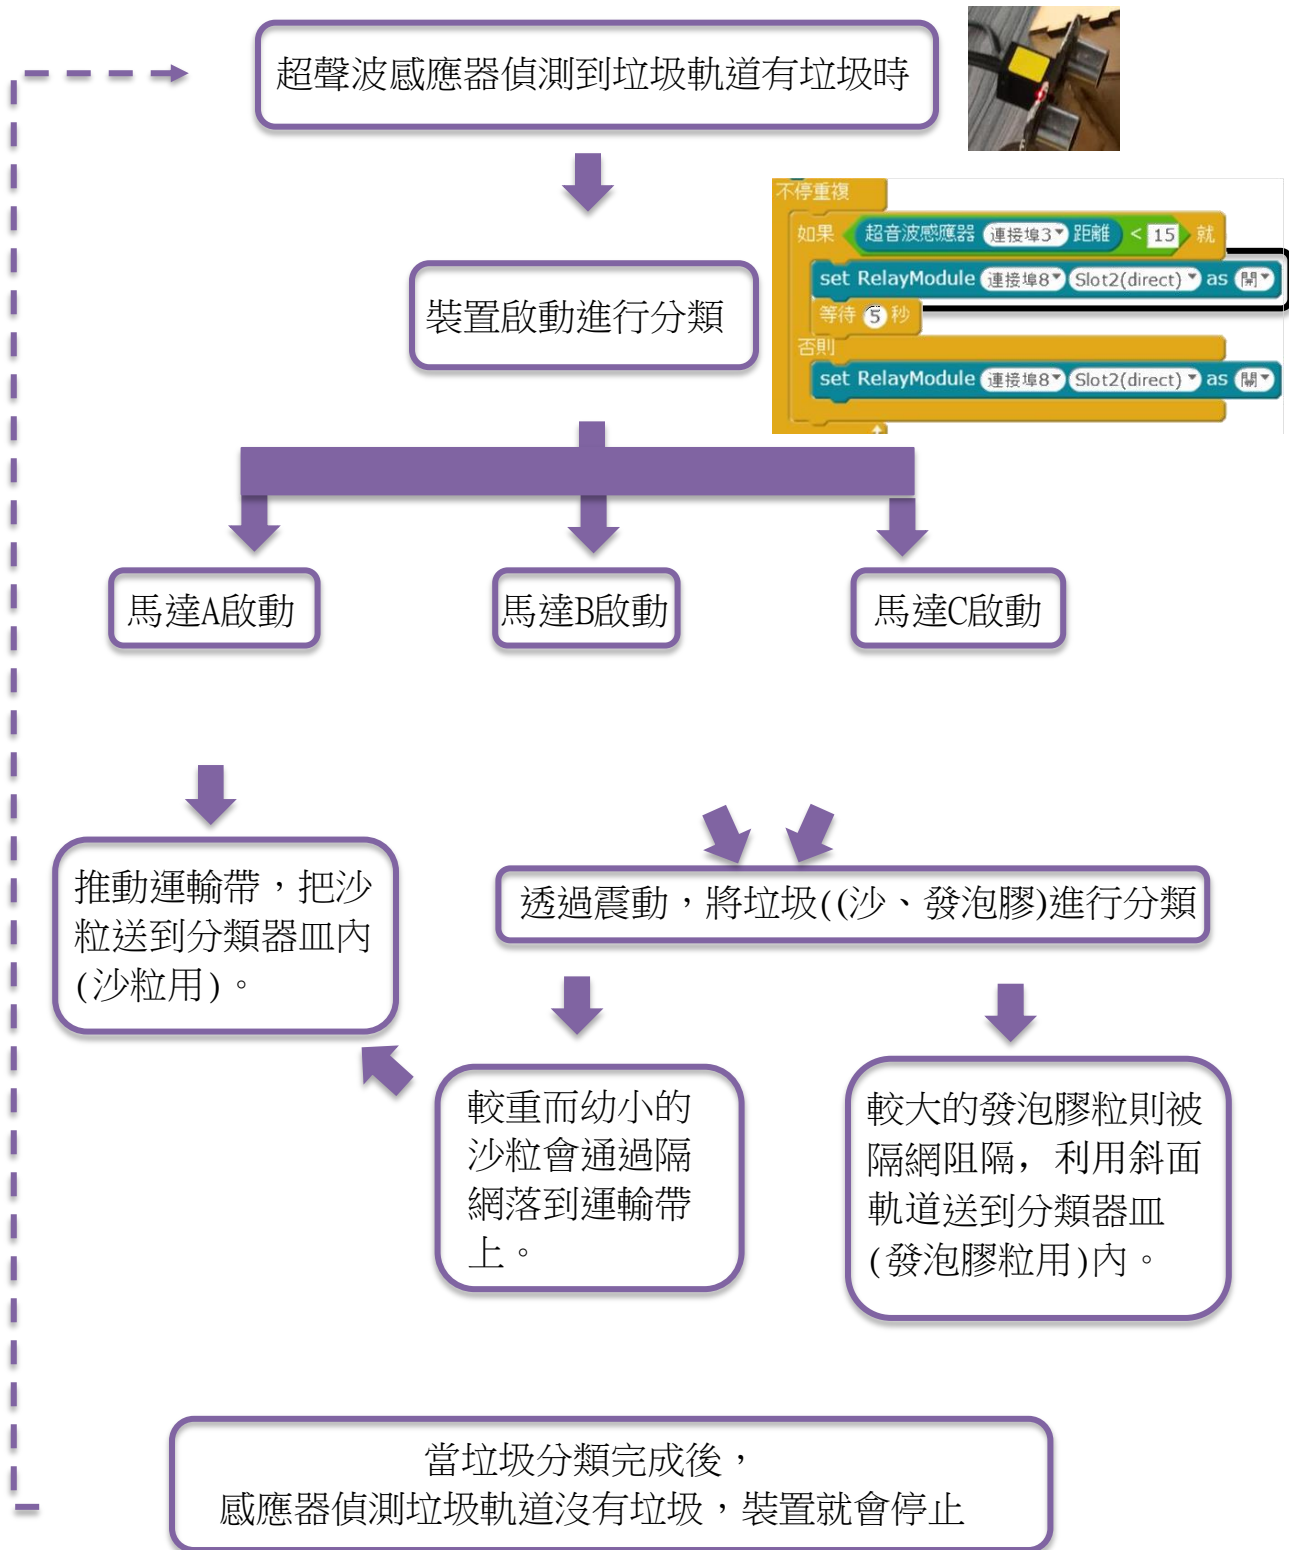 超聲波感應器偵測到垃圾軌道有垃圾時
不停重複
如果 超音波感應器 連接埠3 距離 < 15 就
set RelayModule 連接埠8 Slot2(direct) as 開
等待 5 秒
否則
set RelayModule 連接埠8 Slot2(direct) as 關
裝置啟動進行分類
馬達A啟動
馬達B啟動
馬達C啟動
推動運輸帶，把沙
粒送到分類器皿內
(沙粒用)。
透過震動，將垃圾((沙、發泡膠)進行分類
較重而幼小的
沙粒會通過隔
網落到運輸帶
上。
較大的發泡膠粒則被
隔網阻隔，利用斜面
軌道送到分類器皿
(發泡膠粒用)內。
當垃圾分類完成後，
感應器偵測垃圾軌道沒有垃圾，裝置就會停止